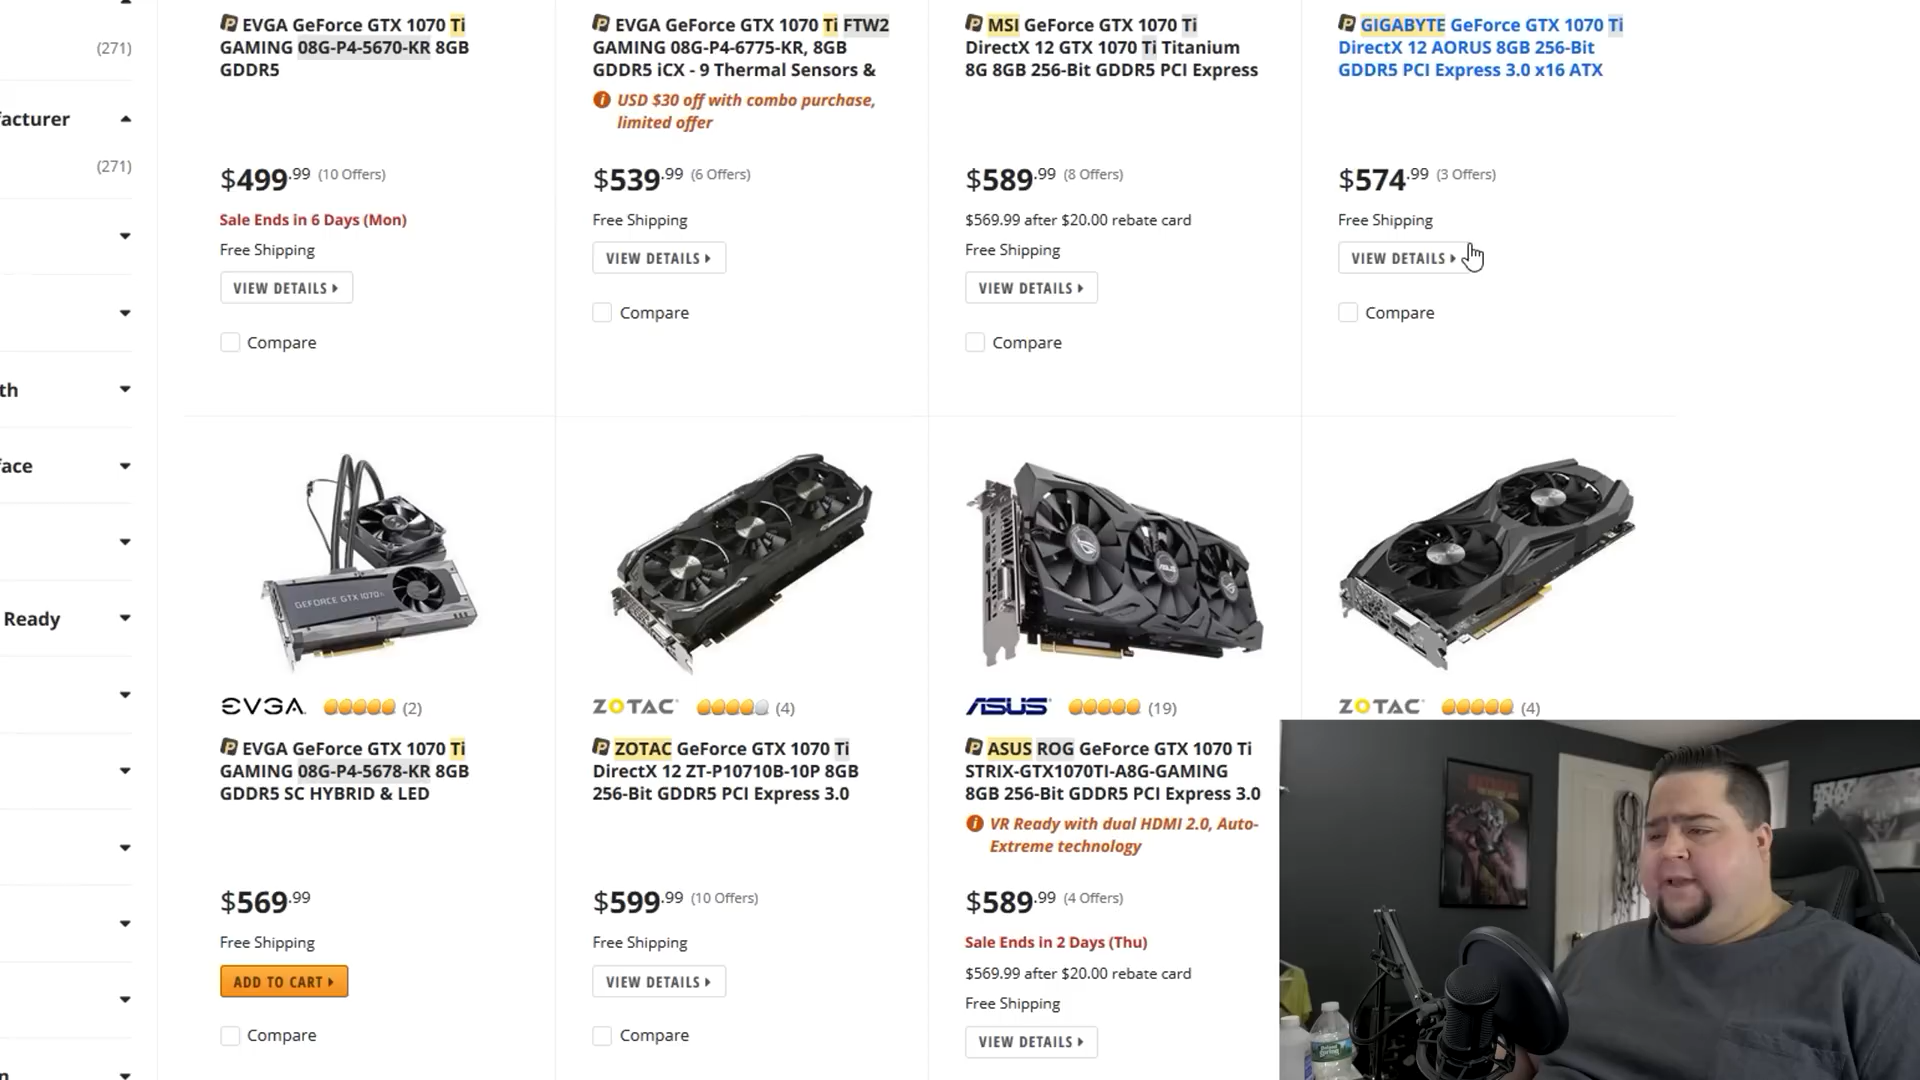 (271)
facturer
(271)
th
face
Ready
EVGA GeForce GTX 1070 Ti
GAMING 08G-P4-5670-KR 8GB
GDDR5
$499.99 (10 Offers)
Sale Ends in 6 Days (Mon)
Free Shipping
VIEW DETAILS
Compare
EVGA GeForce GTX 1070 Ti FTW2
GAMING 08G-P4-6775-KR, 8GB
GDDR5 iCX - 9 Thermal Sensors &
USD $30 off with combo purchase,
limited offer
$539.99 (6 Offers)
Free Shipping
VIEW DETAILS
Compare
MSI GeForce GTX 1070 Ti
DirectX 12 GTX 1070 Ti Titanium
8G 8GB 256-Bit GDDR5 PCI Express
$589.99 (8 Offers)
$569.99 after $20.00 rebate card
Free Shipping
VIEW DETAILS
Compare
GIGABYTE GeForce GTX 1070 Ti
DirectX 12 AORUS 8GB 256-Bit
GDDR5 PCI Express 3.0 x16 ATX
$574.99 (3 Offers)
Free Shipping
VIEW DETAILS
Compare
GEFORCE GTX 1070
EVGA (2)
EVGA GeForce GTX 1070 Ti
GAMING 08G-P4-5678-KR 8GB
GDDR5 SC HYBRID & LED
$569.99
Free Shipping
ADD TO CART
Compare
ZOTAC (4)
ZOTAC GeForce GTX 1070 Ti
DirectX 12 ZT-P10710B-10P 8GB
256-Bit GDDR5 PCI Express 3.0
$599.99 (10 Offers)
Free Shipping
VIEW DETAILS
Compare
ASUS
ASUS (19)
ASUS ROG GeForce GTX 1070 Ti
STRIX-GTX1070TI-A8G-GAMING
8GB 256-Bit GDDR5 PCI Express 3.0
VR Ready with dual HDMI 2.0, Auto-
Extreme technology
$589.99 (4 Offers)
Sale Ends in 2 Days (Thu)
$569.99 after $20.00 rebate card
Free Shipping
VIEW DETAILS
ZOTAC (4)